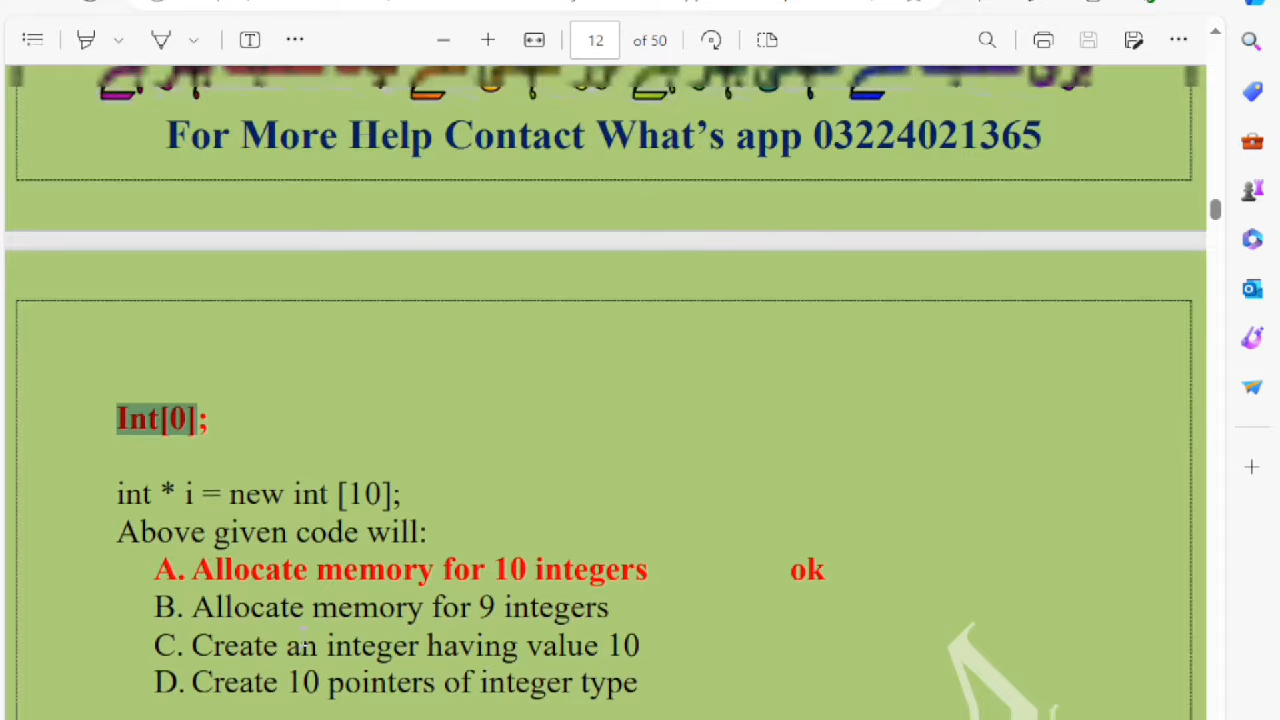 12 of 50
For More Help Contact What's app 03224021365
Int[0];
int * i = new int [10];
Above given code will:
A. Allocate memory for 10 integers ok
B. Allocate memory for 9 integers
C. Create an integer having value 10
D. Create 10 pointers of integer type